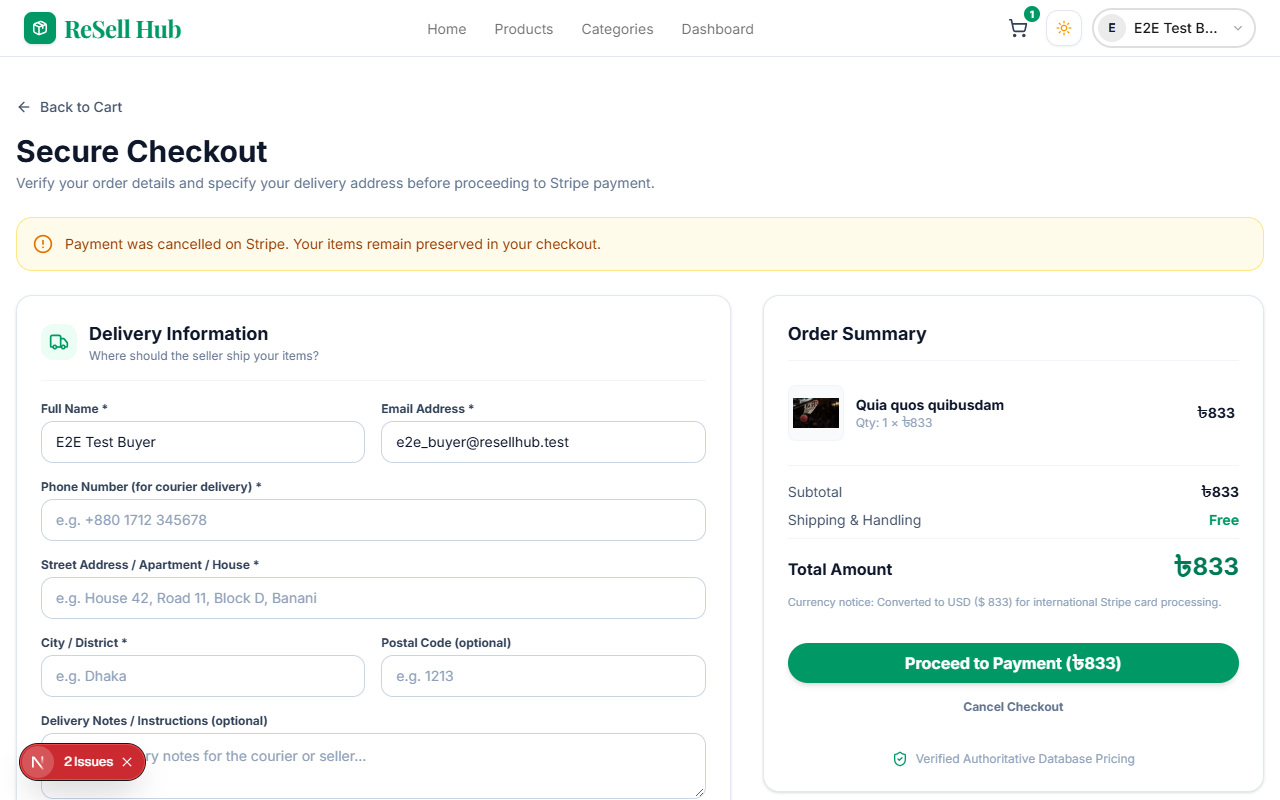 ReSell Hub
Home
Products
Categories
Dashboard
1
E
E2E Test B...
Back to Cart
Secure Checkout
Verify your order details and specify your delivery address before proceeding to Stripe payment.
Payment was cancelled on Stripe. Your items remain preserved in your checkout.
Delivery Information
Where should the seller ship your items?
Full Name *
Email Address *
E2E Test Buyer
e2e_buyer@resellhub.test
Phone Number (for courier delivery) *
e.g. +880 1712 345678
Street Address / Apartment / House *
e.g. House 42, Road 11, Block D, Banani
City / District *
Postal Code (optional)
e.g. Dhaka
e.g. 1213
Delivery Notes / Instructions (optional)
notes for the courier or seller...
N
2 Issues
Order Summary
Quia quos quibusdam
Qty: 1 × ৳833
৳833
Subtotal
৳833
Shipping & Handling
Free
Total Amount
৳833
Currency notice: Converted to USD ($ 833) for international Stripe card processing.
Proceed to Payment (৳833)
Cancel Checkout
Verified Authoritative Database Pricing